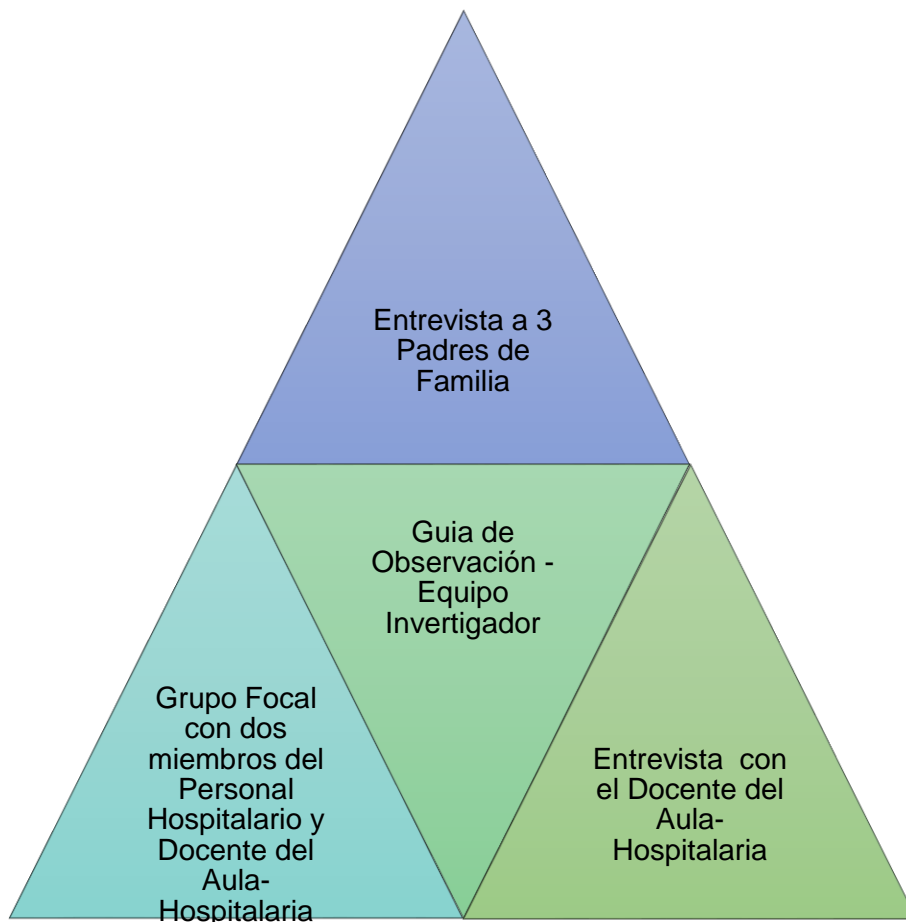 Entrevista a 3
Padres de
Familia
Guia de
Observación -
Equipo
Invertigador
Grupo Focal
con dos
miembros del
Personal
Hospitalario y
Docente del
Aula-
Hospitalaria
Entrevista con
el Docente del
Aula-
Hospitalaria